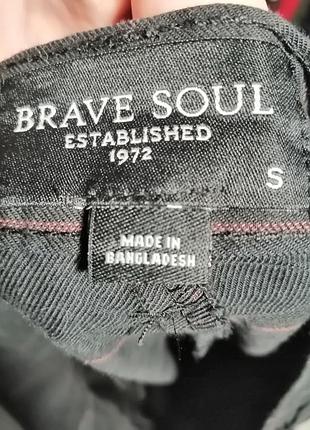 BRAVE SOUL
ESTABLISHED
1972
S
MADE IN
BANGLADESH